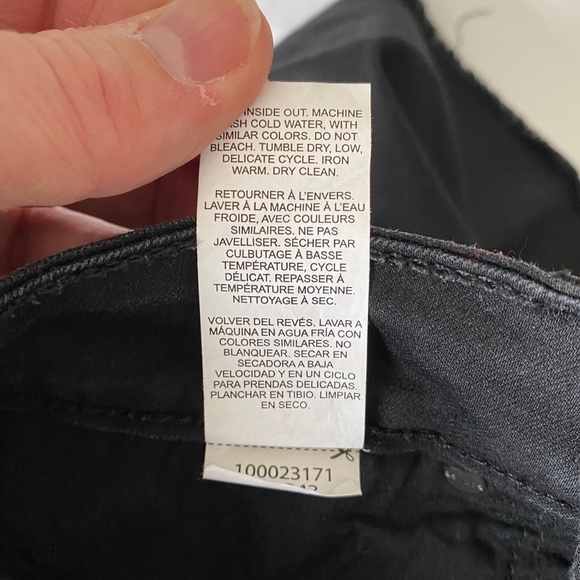 INSIDE OUT. MACHINE
COLD WATER, WITH
SIMILAR COLORS. DO NOT
BLEACH. TUMBLE DRY, LOW,
DELICATE CYCLE. IRON
WARM. DRY CLEAN.
RETOURNER À L'ENVERS.
LAVER À LA MACHINE À L'EAU
FROIDE, AVEC COULEURS
SIMILAIRES. NE PAS
JAVELLISER. SÉCHER PAR
CULBUTAGE À BASSE
TEMPÉRATURE, CYCLE
DÉLICAT. REPASSER À
TEMPÉRATURE MOYENNE.
NETTOYAGE À SEC.
VOLVER DEL REVÉS. LAVAR A
MÁQUINA EN AGUA FRÍA CON
COLORES SIMILARES. NO
BLANQUEAR. SECAR EN
SECADORA A BAJA
VELOCIDAD Y EN UN CICLO
PARA PRENDAS DELICADAS.
PLANCHAR EN TIBIO. LIMPIAR
EN SECO.
100023171